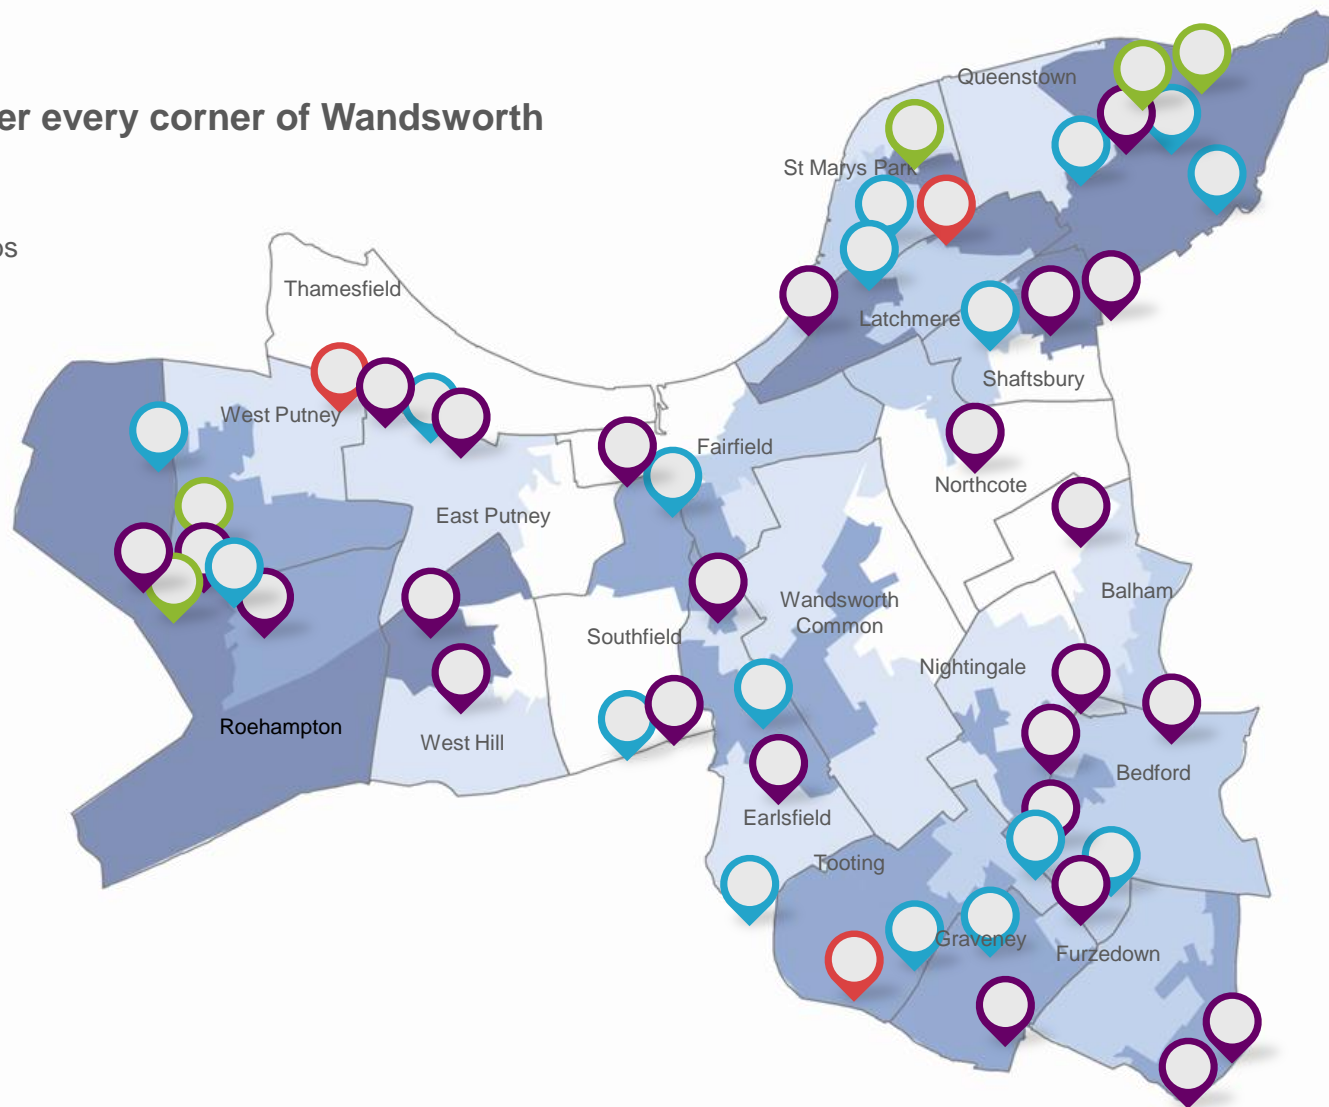 er every corner of Wandsworth
os
Queenstown
St Marys Park
Thamesfield
Latchmere
Shaftsbury
West Putney
Fairfield
Northcote
East Putney
Balham
Wandsworth
Common
Southfield
Nightingale
Roehampton
West Hill
Bedford
Earlsfield
Tooting
Graveney
Furzedown